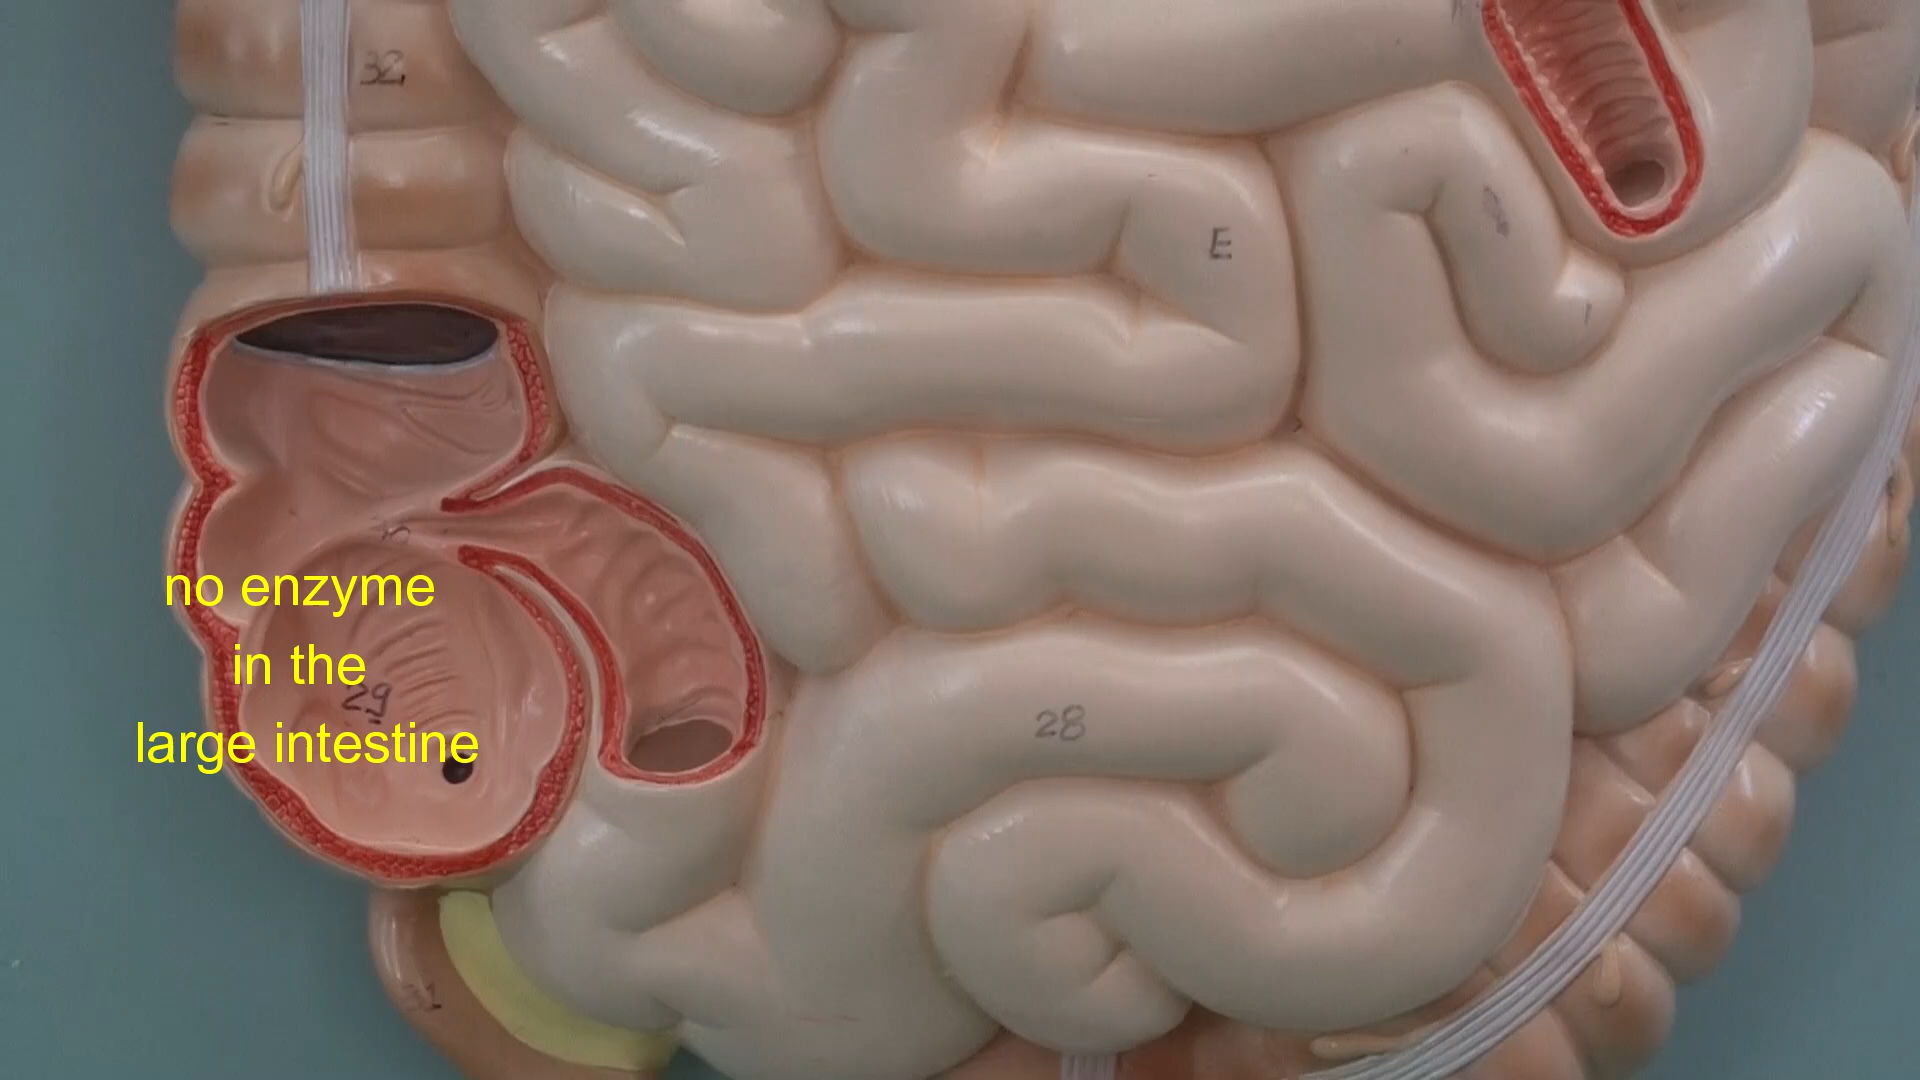 32
E
no enzyme
in the
29
28
large intestine